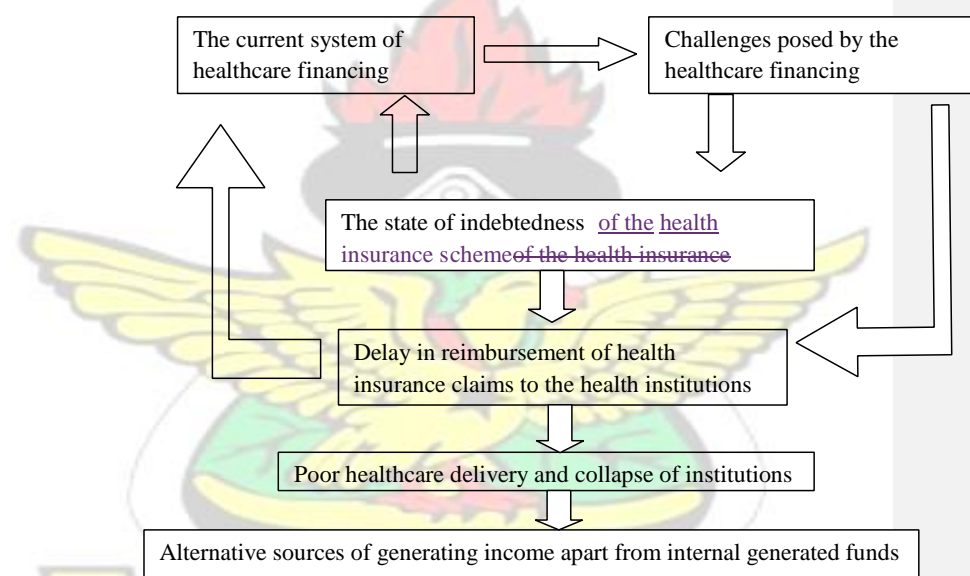 The current system of
healthcare financing
Challenges posed by the
healthcare financing
The state of indebtedness of the health
insurance schemeof the health insurance
Delay in reimbursement of health
insurance claims to the health institutions
Poor healthcare delivery and collapse of institutions
Alternative sources of generating income apart from internal generated funds